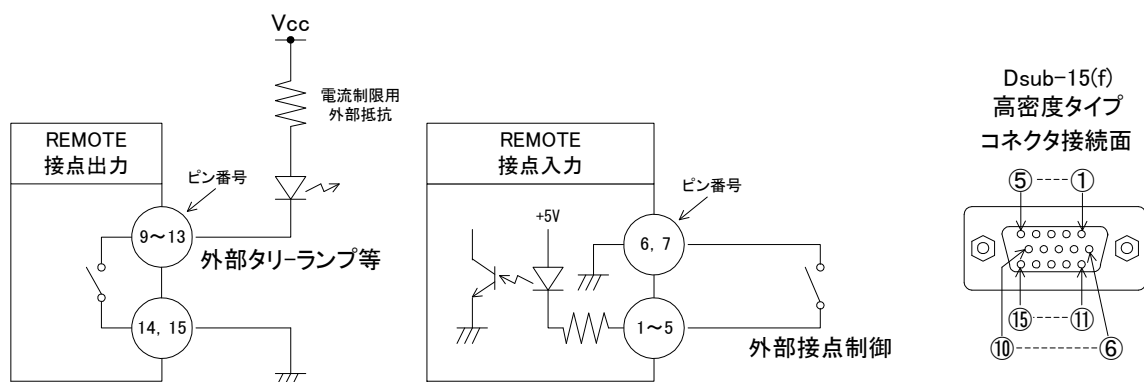 Vcc
電流制限用
外部抵抗
REMOTE
接点出力
ピン番号
9～13
外部タリーランプ等
14, 15
REMOTE
接点入力
ピン番号
+5V
6, 7
1～5
外部接点制御
Dsub-15(f)
高密度タイプ
コネクタ接続面
⑤----①
⑮----⑪
⑩--------⑥